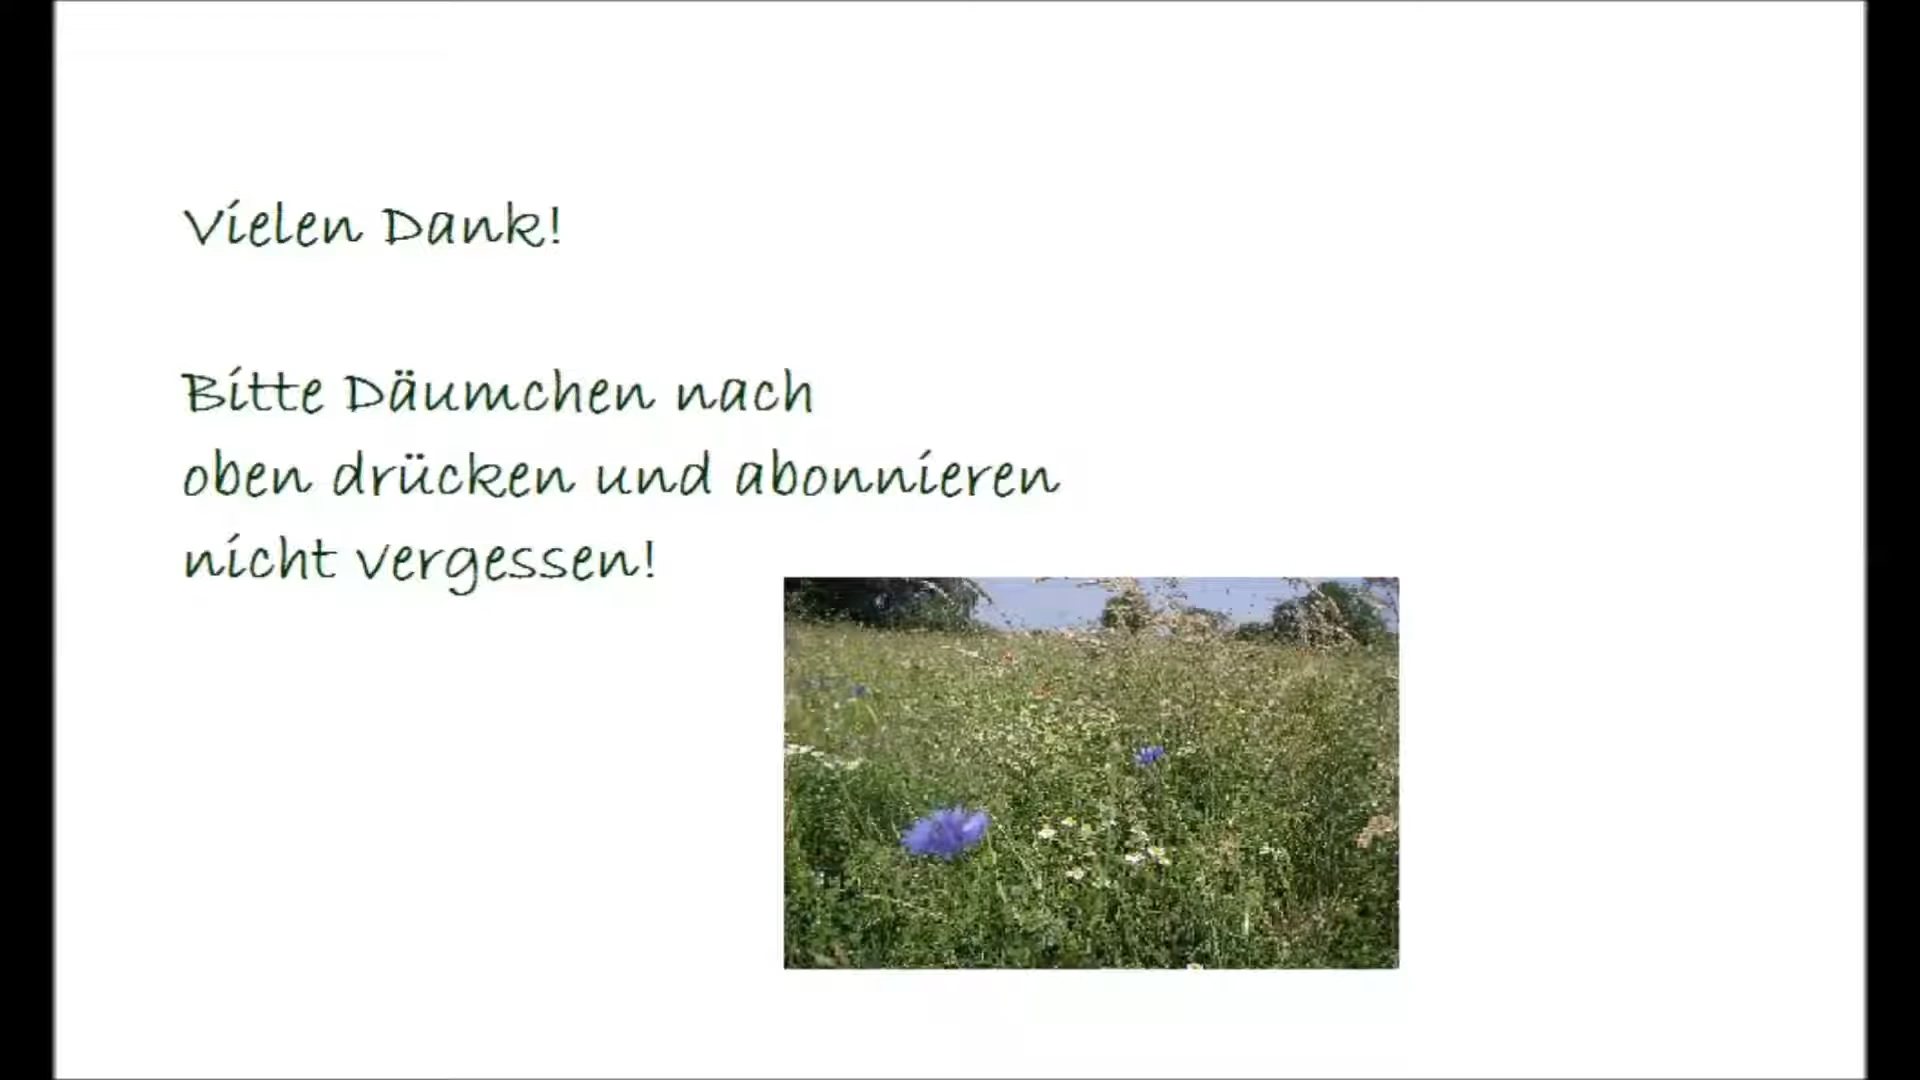 Vielen Dank!
Bitte Däumchen nach
oben drücken und abonnieren
nicht vergessen!